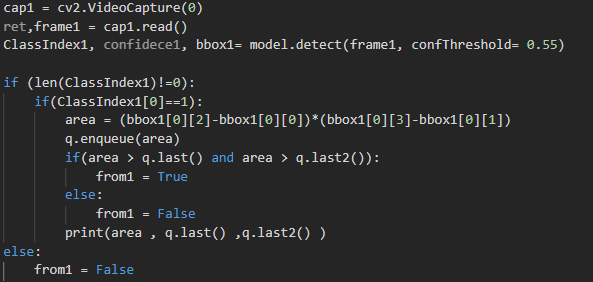 cap1 = cv2.VideoCapture(0)
ret,frame1 = cap1.read()
ClassIndex1, confidece1, bbox1= model.detect(frame1, confThreshold= 0.55)
if (len(ClassIndex1)!=0):
    if(ClassIndex1[0]==1):
        area = (bbox1[0][2]-bbox1[0][0])*(bbox1[0][3]-bbox1[0][1])
        q.enqueue(area)
        if(area > q.last() and area > q.last2()):
            from1 = True
        else:
            from1 = False
        print(area , q.last() ,q.last2() )
else:
    from1 = False